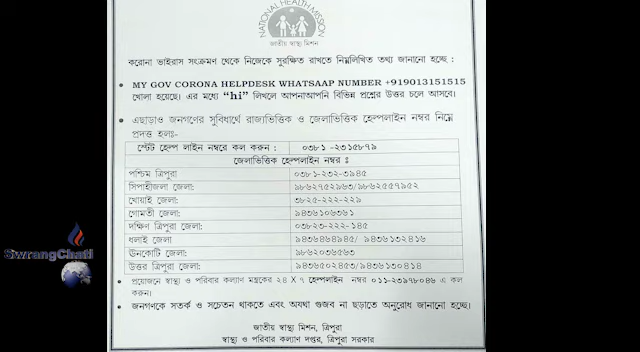 NATIONAL HEALTH MISSION
জাতীয় স্বাস্থ্য মিশন
করোনা ভাইরাস সংক্রমণ থেকে নিজেকে সুরক্ষিত রাখতে নিম্নলিখিত তথ্য জানানো হচ্ছে :
• MY GOV CORONA HELPDESK WHATSAAP NUMBER +919013151515
খোলা হয়েছে। এর মধ্যে “hi” লিখলে আপনাআপনি বিভিন্ন প্রশ্নের উত্তর চলে আসবে।
• এছাড়াও জনগণের সুবিধার্থে রাজ্যভিত্তিক ও জেলাভিত্তিক হেল্পলাইন নম্বর নিম্নে
প্রদত্ত হলঃ-
স্টেট হেল্প লাইন নম্বরে কল করুন : ০৩৮১ -২৩১৫৮৭৯
জেলাভিত্তিক হেল্পলাইন নম্বর ঃ
পশ্চিম ত্রিপুরা ০৩৮১-২৩২-৩৯৪৫
সিপাহীজলা জেলা: ৯৮৬২৭৫২৯৬৩/৯৮৬২৫৫৭৯৫২
খোয়াই জেলা: ৩৮২৫-২২২-২২৯
গোমতী জেলা: ৯৪৩৬১০৬৩৬১
দক্ষিণ ত্রিপুরা জেলা: ০৩৮২৩-২২২-১৪৫
ধলাই জেলা ৯৪৩৬৪৬৪৯৪৫/ ৯৪৩৬১৩২৪১৬
ঊনকোটি জেলা: ৯৮৬২০৩৬৫৬৩
উত্তর ত্রিপুরা জেলা: ৯৪৩৬৫০২৪৫৩/৯৪৩৬১৩০৪১৪
• প্রয়োজনে স্বাস্থ্য ও পরিবার কল্যাণ মন্ত্রকের ২৪ X ৭ হেল্পলাইন নম্বর ০১১-২৩৯৭৮০৪৬ এ কল
করুন।
• জনগণকে সতর্ক ও সচেতন থাকতে এবং অযথা গুজব না ছড়াতে অনুরোধ জানানো হচ্ছে।
জাতীয় স্বাস্থ্য মিশন, ত্রিপুরা
স্বাস্থ্য ও পরিবার কল্যাণ দপ্তর, ত্রিপুরা সরকার
SwrangChati